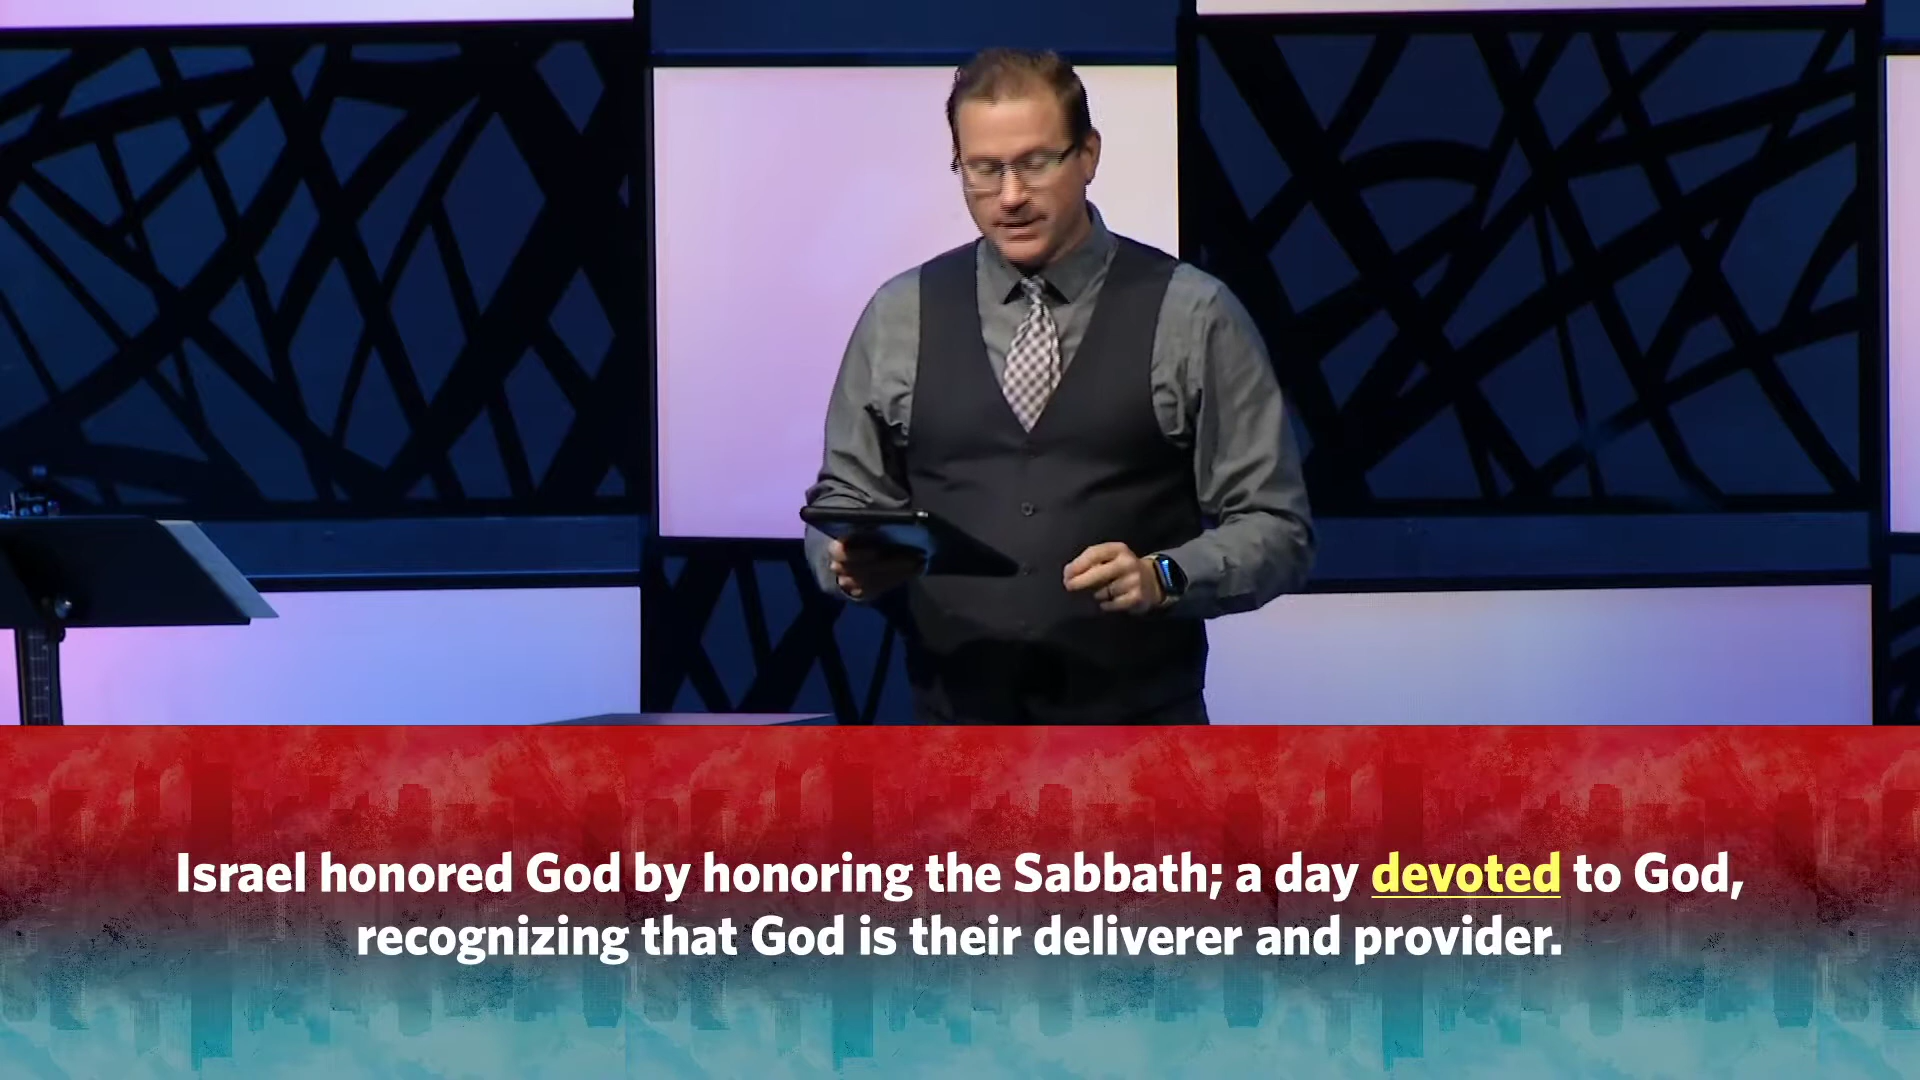 Israel honored God by honoring the Sabbath; a day devoted to God,
recognizing that God is their deliverer and provider.